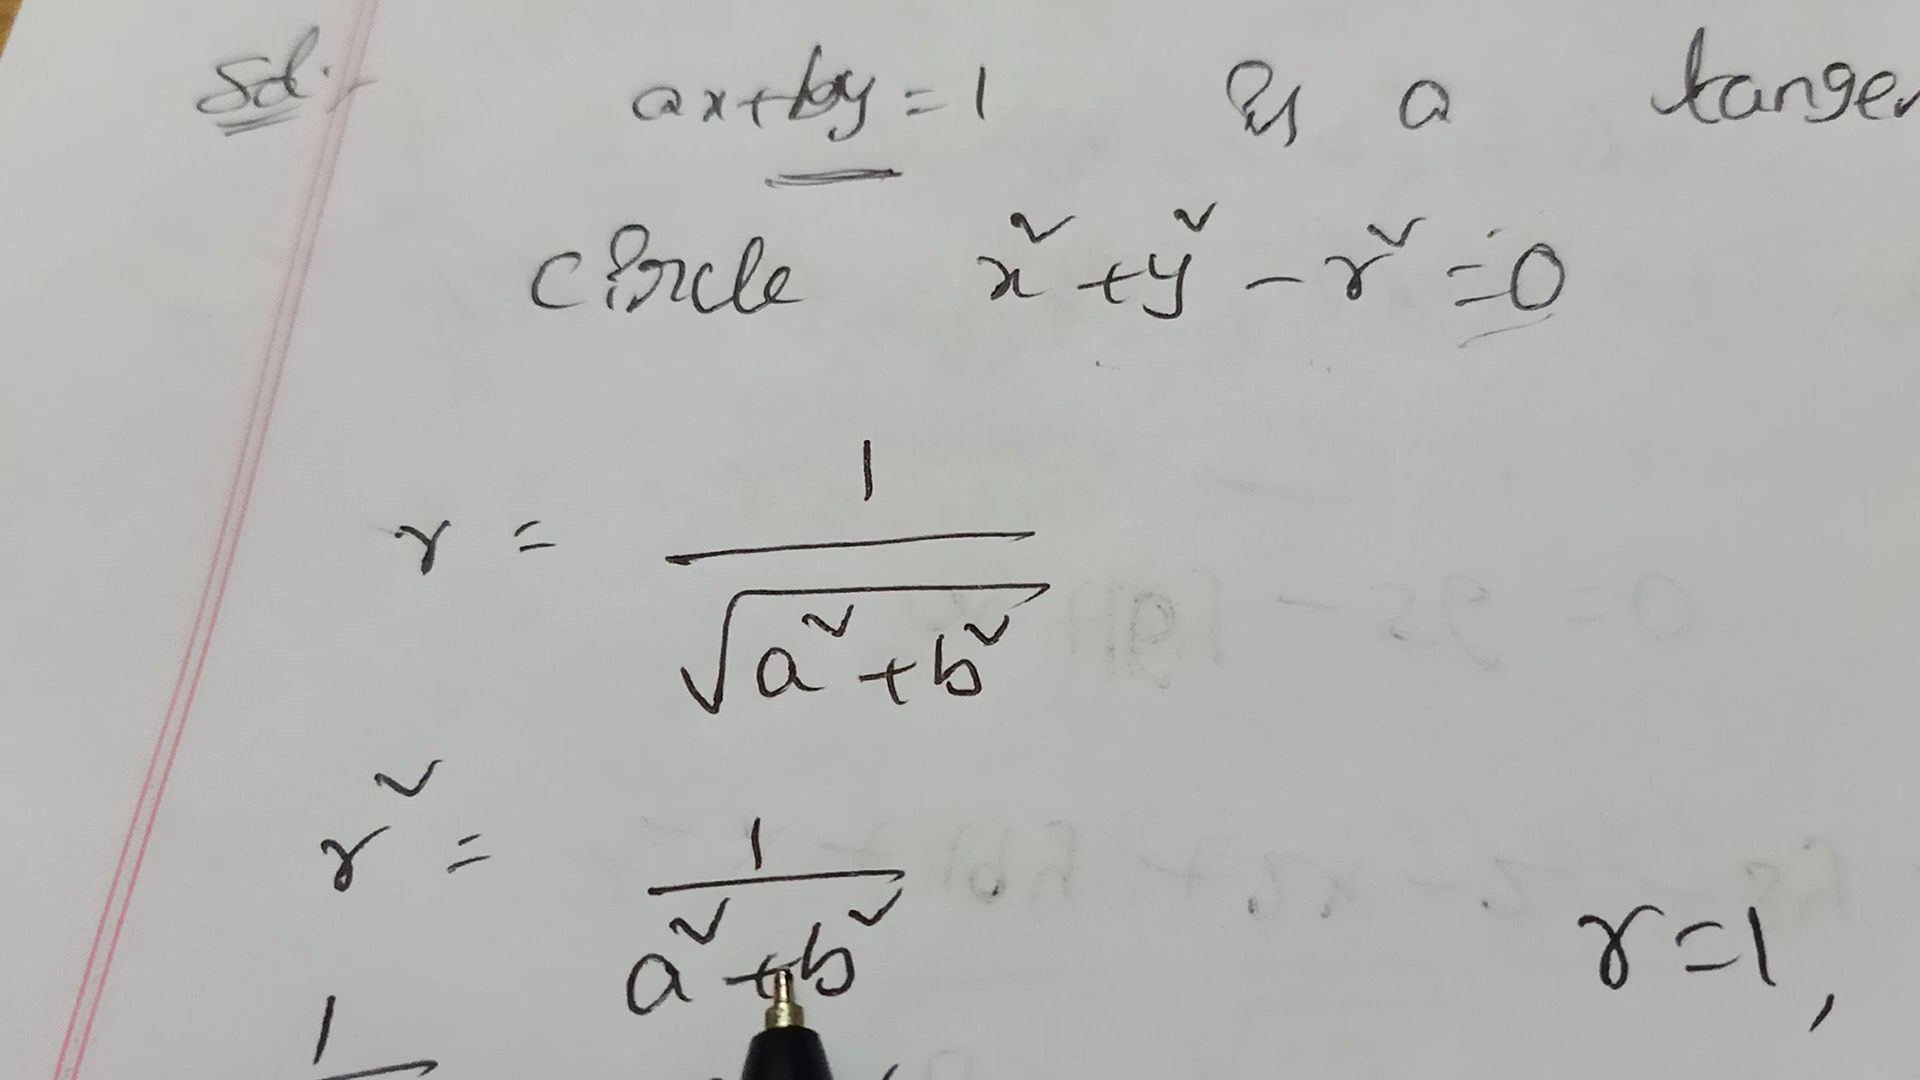 Sol:- ax+by=1 is a tangen
circle x²+y²-r²=0
r = 1/√(a²+b²)
r² = 1/(a²+b²)
r=1,
1